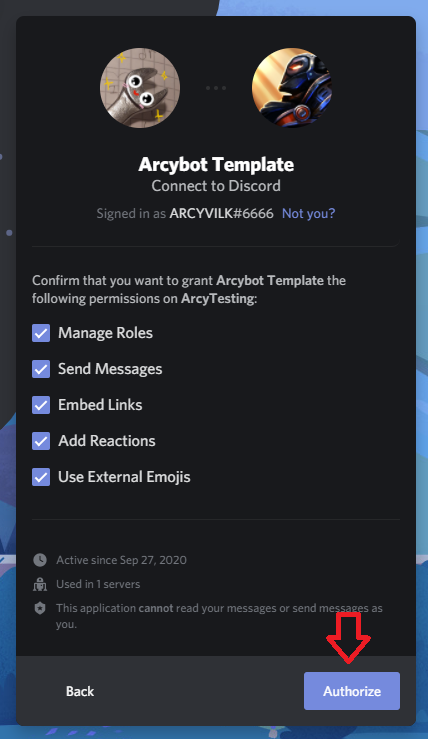 Arcybot Template
Connect to Discord
Signed in as ARCYVILK#6666 Not you?
Confirm that you want to grant Arcybot Template the
following permissions on ArcyTesting:
Manage Roles
Send Messages
Embed Links
Add Reactions
Use External Emojis
Active since Sep 27, 2020
Used in 1 servers
This application cannot read your messages or send messages as
you.
Back
Authorize